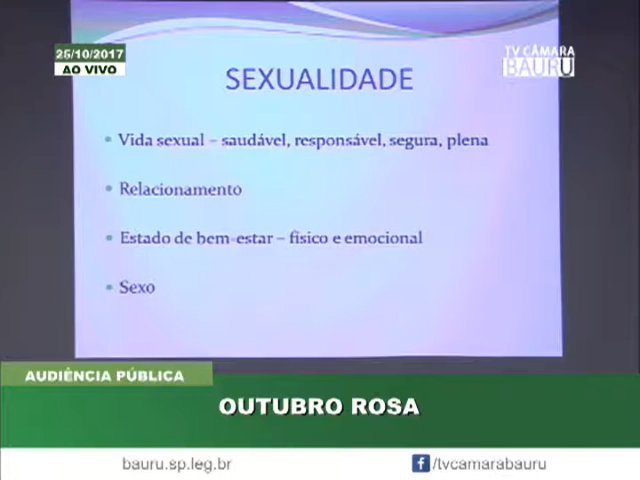 25/10/2017
AO VIVO
TV CÂMARA
BAURU
SEXUALIDADE
• Vida sexual – saudável, responsável, segura, plena
• Relacionamento
• Estado de bem-estar – físico e emocional
• Sexo
AUDIÊNCIA PÚBLICA
OUTUBRO ROSA
bauru.sp.leg.br
/tvcamarabauru